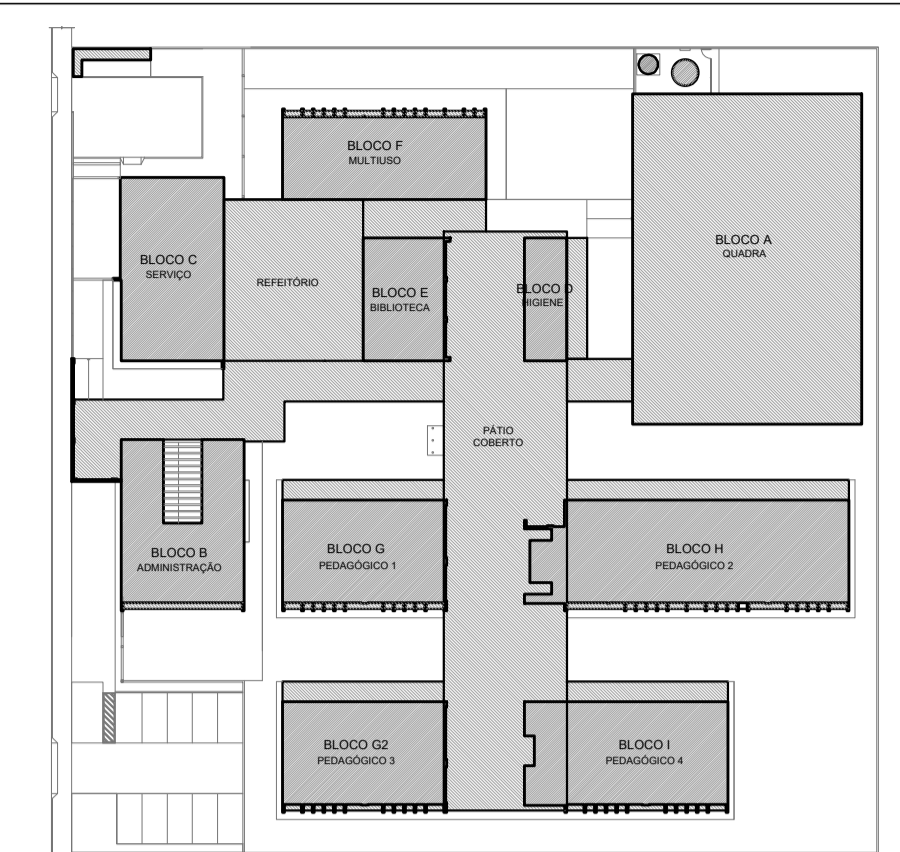 BLOCO F
MULTIUSO
BLOCO A
QUADRA
BLOCO C
SERVIÇO
REFEITÓRIO
BLOCO E
BIBLIOTECA
BLOCO D
HIGIENE
PÁTIO
COBERTO
BLOCO B
ADMINISTRAÇÃO
BLOCO G
PEDAGÓGICO 1
BLOCO H
PEDAGÓGICO 2
BLOCO G2
PEDAGÓGICO 3
BLOCO I
PEDAGÓGICO 4